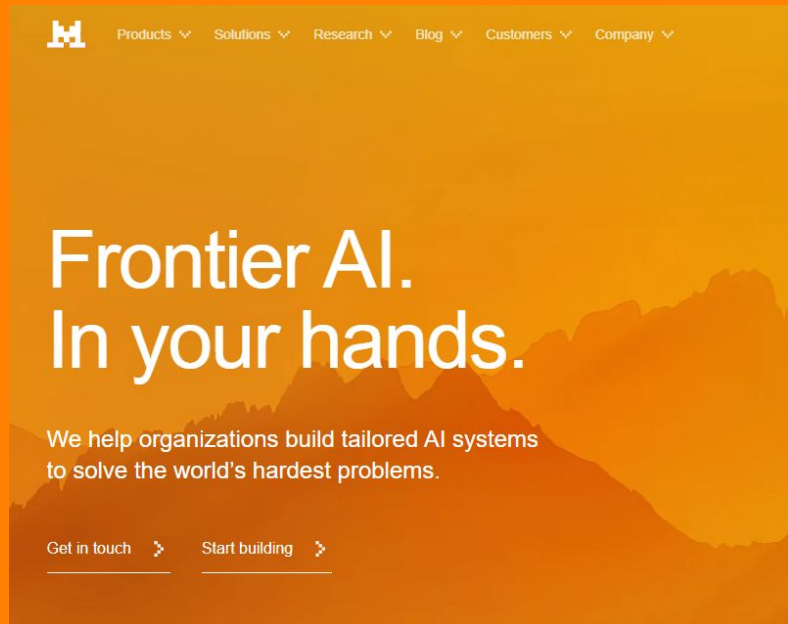 Products Solutions Research Blog Customers Company
Frontier AI.
In your hands.
We help organizations build tailored AI systems
to solve the world's hardest problems.
Get in touch Start building